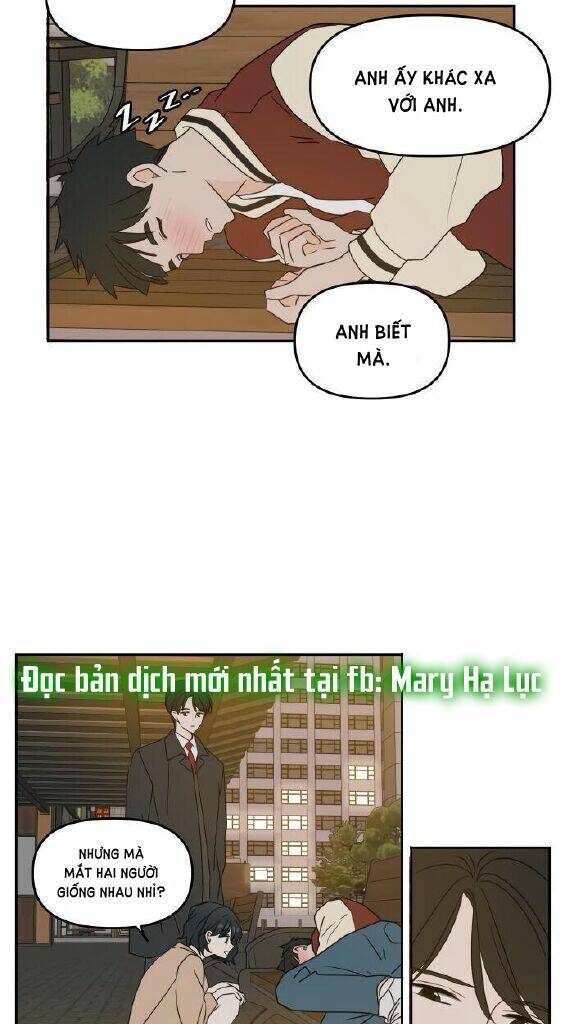 ANH ẤY KHÁC XA
VỚI ANH.
ZZZ..
ANH BIẾT
MÀ.
Đọc bản dịch mới nhất tại fb: Mary Hạ Lục
NHƯNG MÀ
MẮT HAI NGƯỜI
GIỐNG NHAU NHỈ?